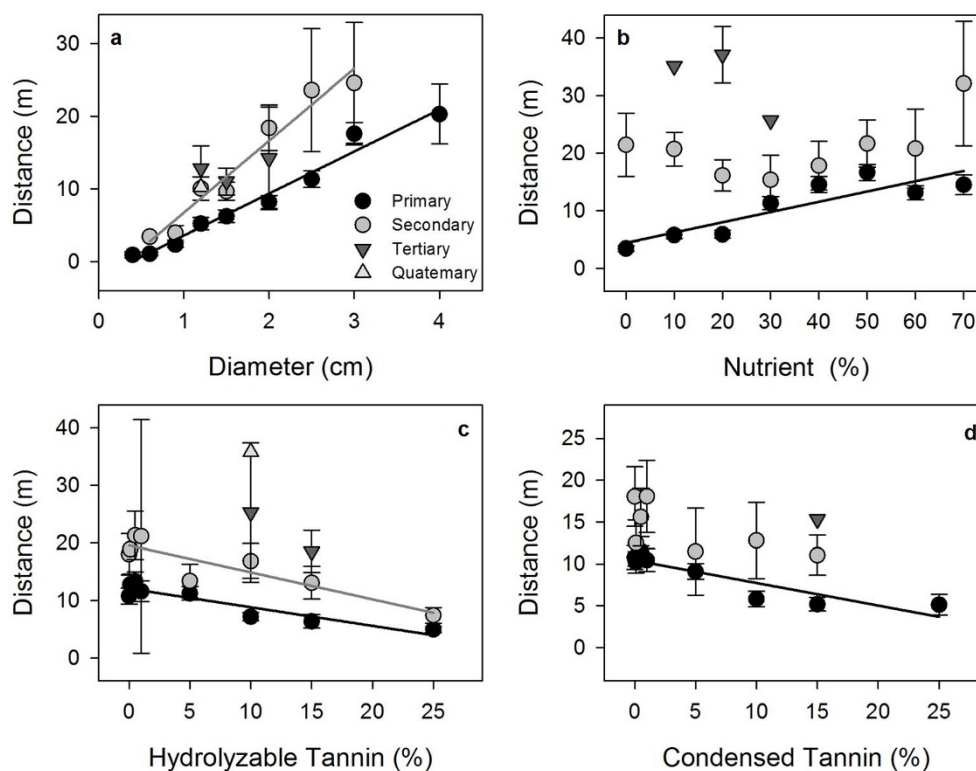 a
Distance (m)
30
20
10
0
Primary
Secondary
Tertiary
Quatemary
0 1 2 3 4
Diameter (cm)
b
Distance (m)
40
30
20
10
0
0 10 20 30 40 50 60 70
Nutrient (%)
c
Distance (m)
40
30
20
10
0
0 5 10 15 20 25
Hydrolyzable Tannin (%)
d
Distance (m)
25
20
15
10
5
0
0 5 10 15 20 25
Condensed Tannin (%)